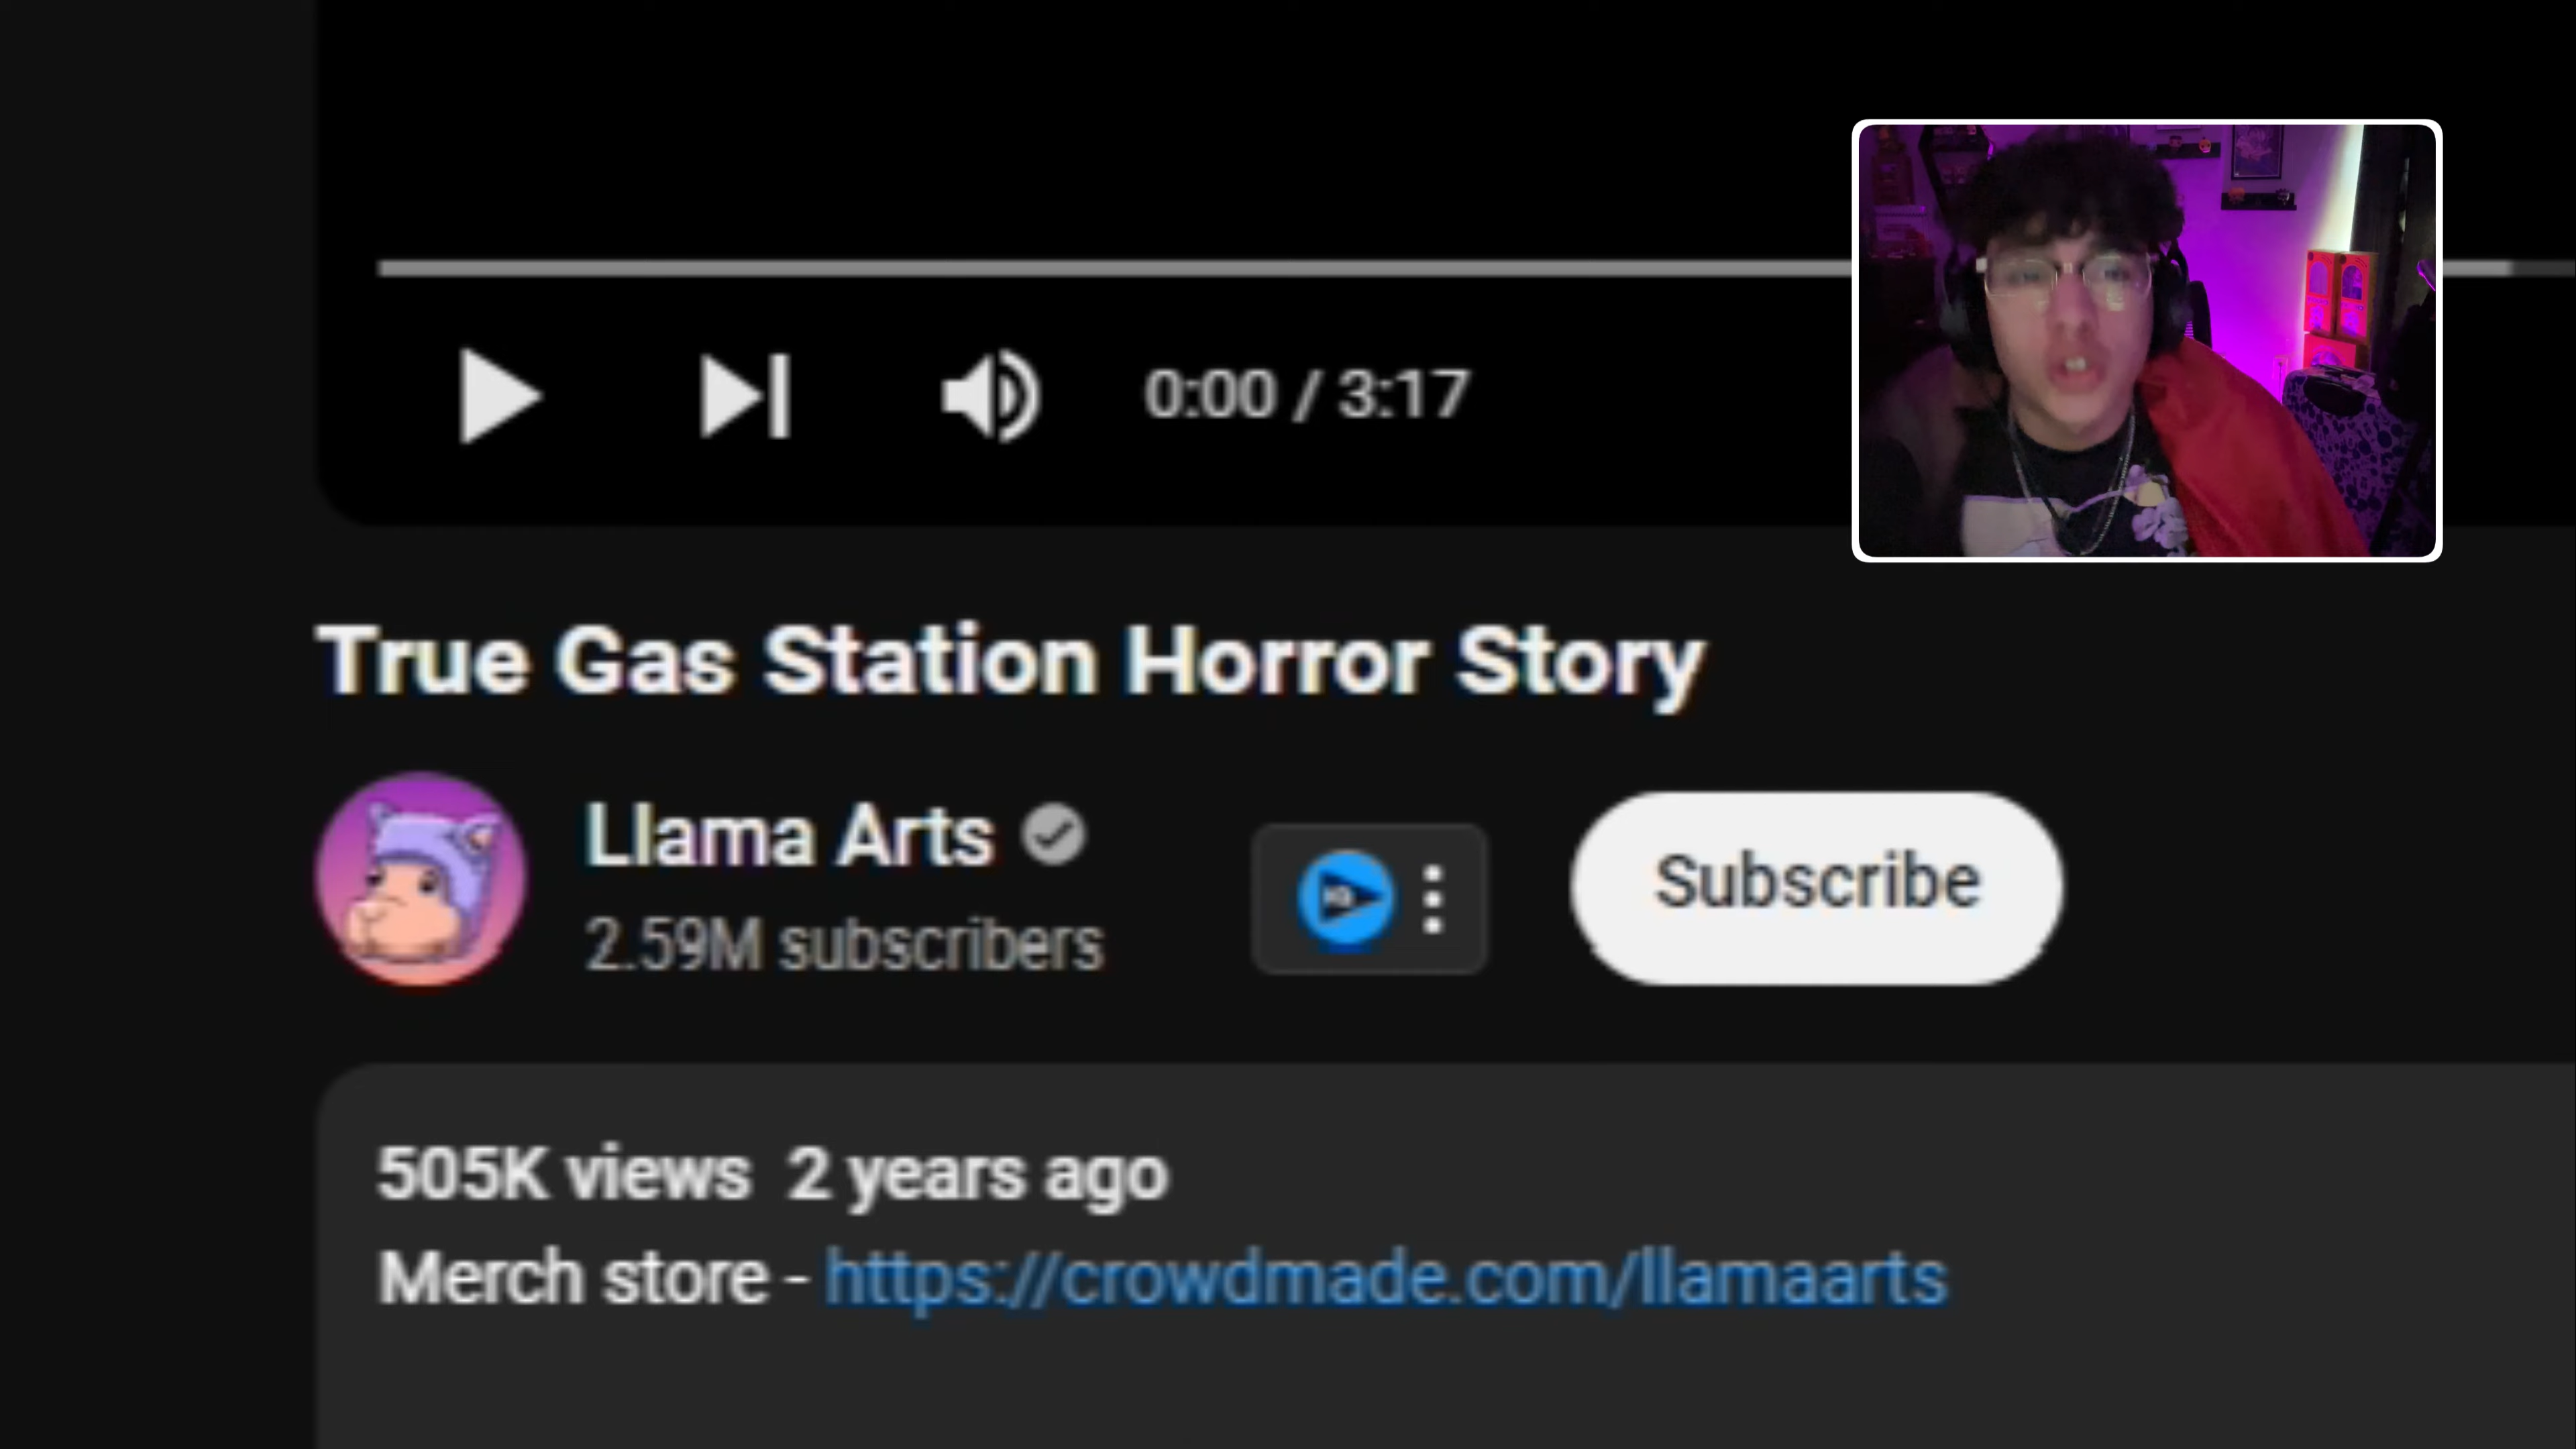 0:00 / 3:17
True Gas Station Horror Story
Llama Arts
2.59M subscribers
Subscribe
505K views 2 years ago
Merch store - https://crowdmade.com/llamaarts